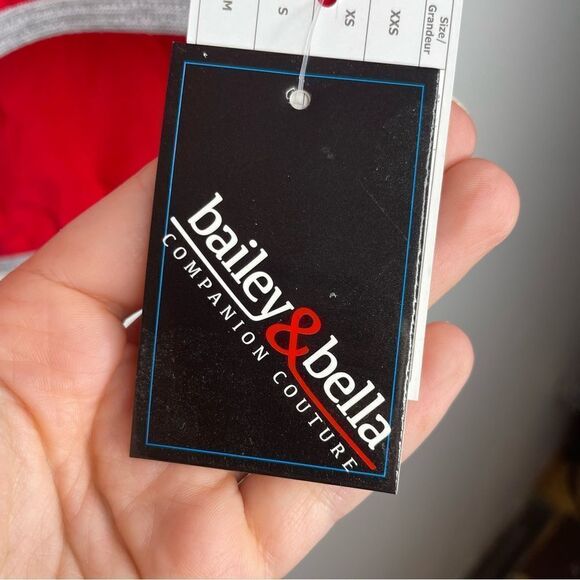 Size/
Grandeur
XXS
XS
S
M
bailey&bella
COMPANION COUTURE